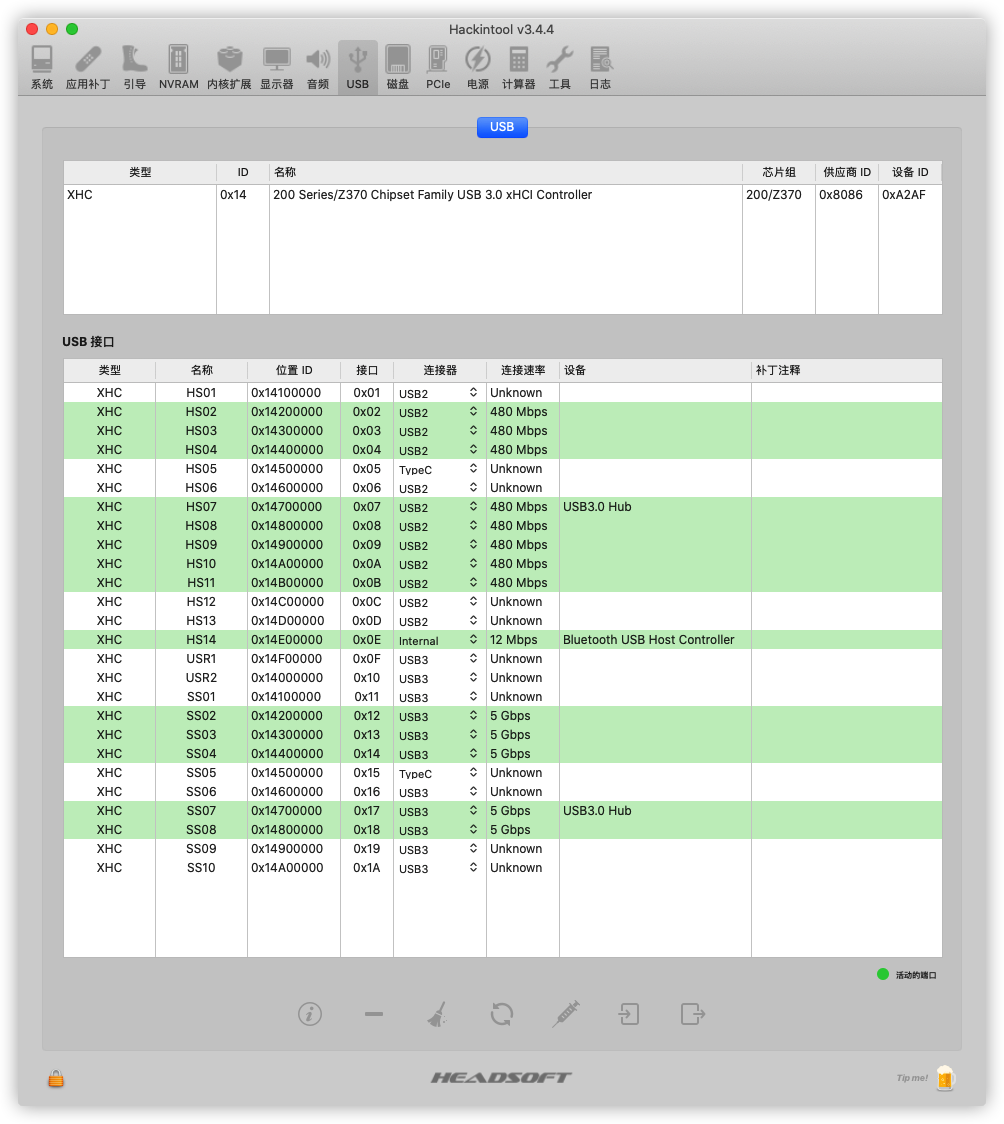 Hackintool v3.4.4
系统 应用补丁 引导 NVRAM 内核扩展 显示器 音频 USB 磁盘 PCIe 电源 计算器 工具 日志
USB
类型 ID 名称 芯片组 供应商 ID 设备 ID
XHC 0x14 200 Series/Z370 Chipset Family USB 3.0 xHCI Controller 200/Z370 0x8086 0xA2AF
USB 接口
类型 名称 位置 ID 接口 连接器 连接速率 设备 补丁注释
XHC HS01 0x14100000 0x01 USB2 Unknown
XHC HS02 0x14200000 0x02 USB2 480 Mbps
XHC HS03 0x14300000 0x03 USB2 480 Mbps
XHC HS04 0x14400000 0x04 USB2 480 Mbps
XHC HS05 0x14500000 0x05 TypeC Unknown
XHC HS06 0x14600000 0x06 USB2 Unknown
XHC HS07 0x14700000 0x07 USB2 480 Mbps USB3.0 Hub
XHC HS08 0x14800000 0x08 USB2 480 Mbps
XHC HS09 0x14900000 0x09 USB2 480 Mbps
XHC HS10 0x14A00000 0x0A USB2 480 Mbps
XHC HS11 0x14B00000 0x0B USB2 480 Mbps
XHC HS12 0x14C00000 0x0C USB2 Unknown
XHC HS13 0x14D00000 0x0D USB2 Unknown
XHC HS14 0x14E00000 0x0E Internal 12 Mbps Bluetooth USB Host Controller
XHC USR1 0x14F00000 0x0F USB3 Unknown
XHC USR2 0x14000000 0x10 USB3 Unknown
XHC SS01 0x14100000 0x11 USB3 Unknown
XHC SS02 0x14200000 0x12 USB3 5 Gbps
XHC SS03 0x14300000 0x13 USB3 5 Gbps
XHC SS04 0x14400000 0x14 USB3 5 Gbps
XHC SS05 0x14500000 0x15 TypeC Unknown
XHC SS06 0x14600000 0x16 USB3 Unknown
XHC SS07 0x14700000 0x17 USB3 5 Gbps USB3.0 Hub
XHC SS08 0x14800000 0x18 USB3 5 Gbps
XHC SS09 0x14900000 0x19 USB3 Unknown
XHC SS10 0x14A00000 0x1A USB3 Unknown
活动的端口
HEADSOFT
Tip me!